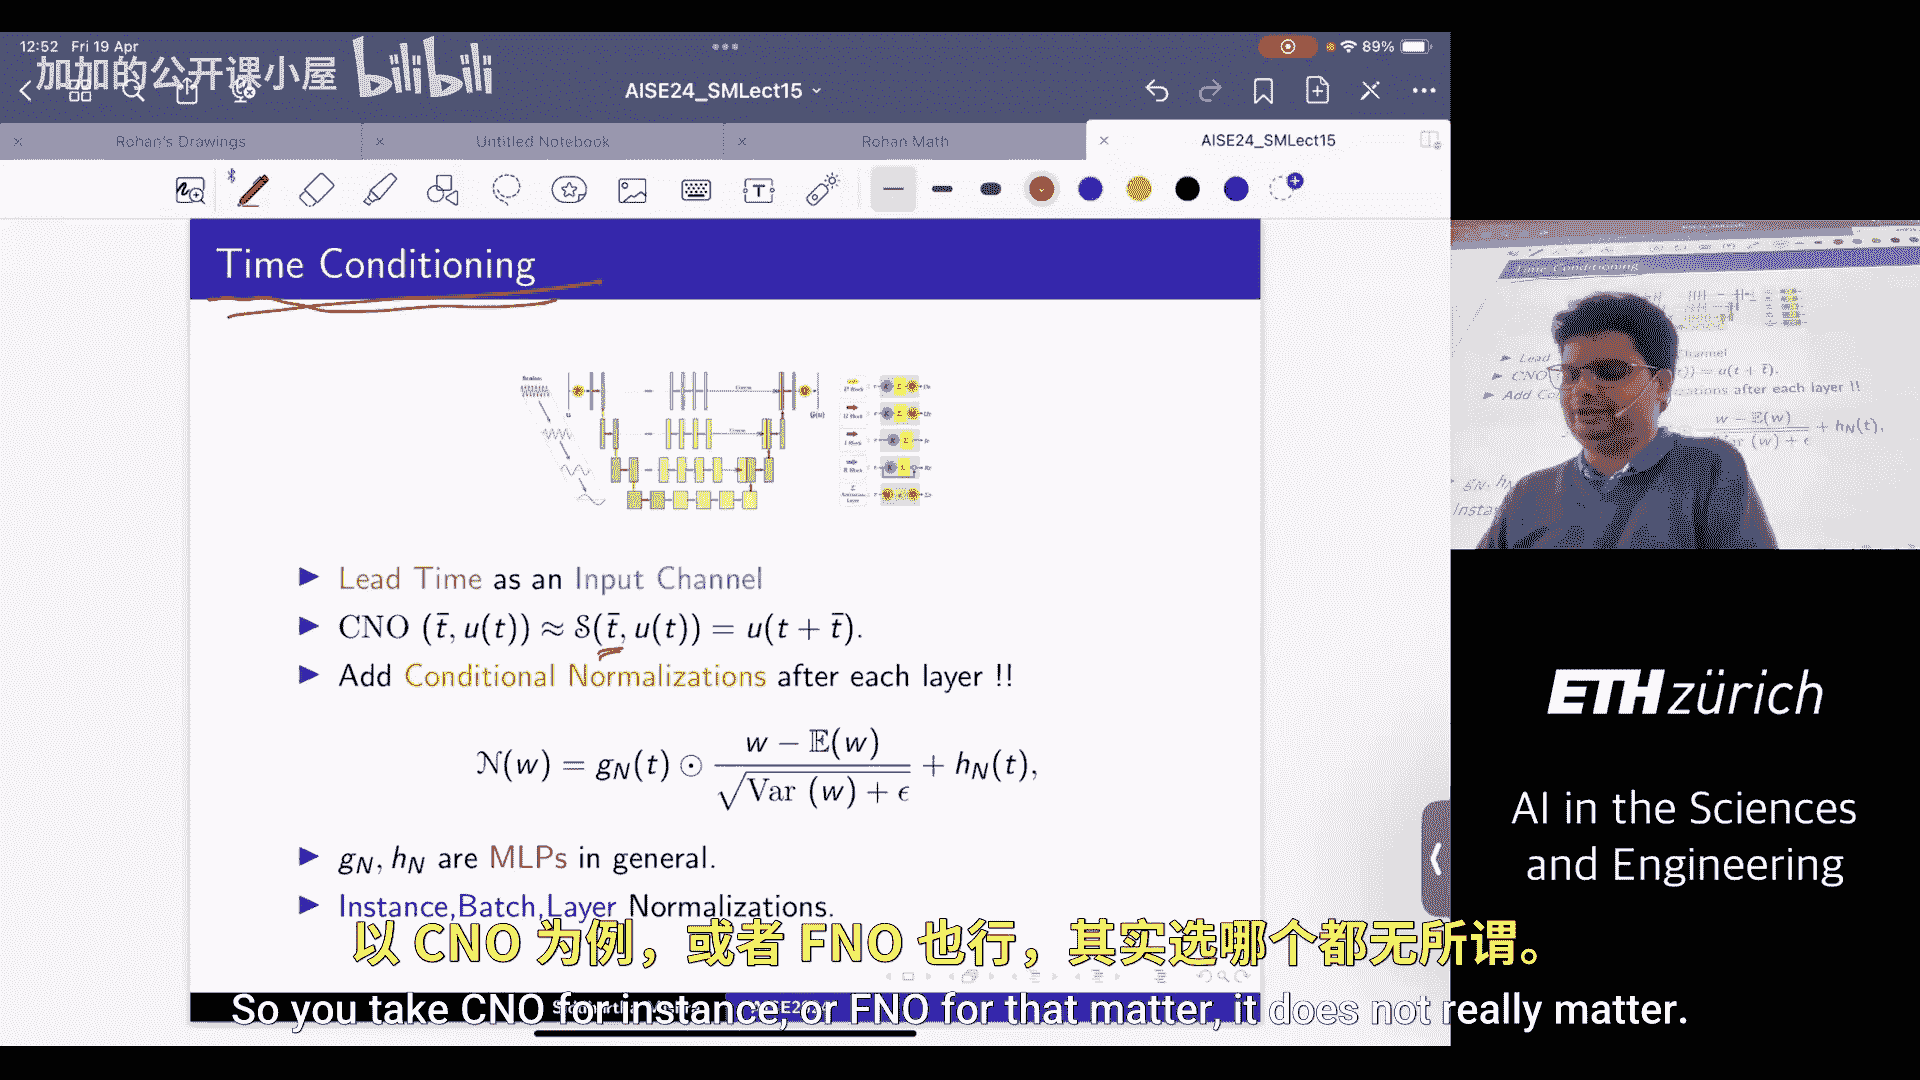 12:52 Fri 19 Apr
89%
加加的公开课小屋 bilibili
AISE24_SMLect15
Rohan's Drawings
Untitled Notebook
Rohan Math
AISE24_SMLect15
Time Conditioning
Lead Time as an Input Channel
CNO (t̄, u(t)) ≈ S(t̄, u(t)) = u(t + t̄).
Add Conditional Normalizations after each layer !!
N(w) = g_N(t) ⊙ (w − 𝔼(w)) / √(Var (w) + ϵ) + h_N(t),
g_N, h_N are MLPs in general.
Instance,Batch,Layer Normalizations.
以 CNO 为例，或者 FNO 也行，其实选哪个都无所谓。
So you take CNO for instance, or FNO for that matter, it does not really matter.
ETH zürich
AI in the Sciences
and Engineering